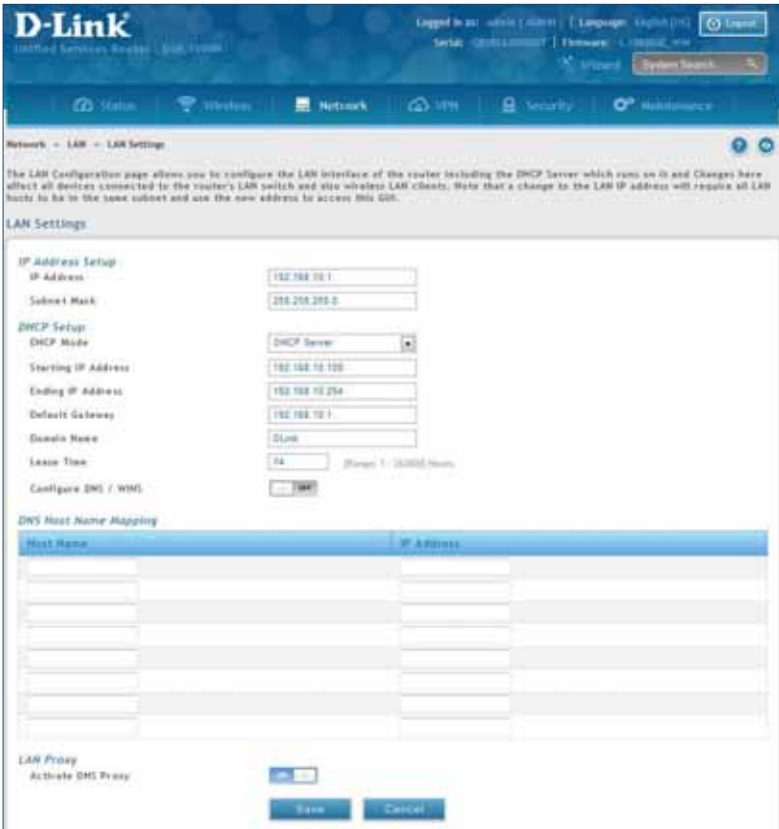 D-Link
Logged in as: admin ( ADMIN ) | Language: English [US]
Logout
Unified Services Router
Serial: | Firmware:
Wizard
System Search...
Status
Wireless
Network
VPN
Security
Maintenance
Network » LAN » LAN Settings
The LAN Configuration page allows you to configure the LAN interface of the router including the DHCP Server which runs on it and Changes here
affect all devices connected to the router's LAN switch and also wireless LAN clients. Note that a change to the LAN IP address will require all LAN
hosts to be in the same subnet and use the new address to access this GUI.
LAN Settings
IP Address Setup
IP Address
192.168.10.1
Subnet Mask
255.255.255.0
DHCP Setup
DHCP Mode
DHCP Server
Starting IP Address
192.168.10.100
Ending IP Address
192.168.10.254
Default Gateway
192.168.10.1
Domain Name
DLink
Lease Time
Hours
Configure DNS / WINS
OFF
DNS Host Name Mapping
Host Name
IP Address
LAN Proxy
Activate DNS Proxy
ON
Save
Cancel